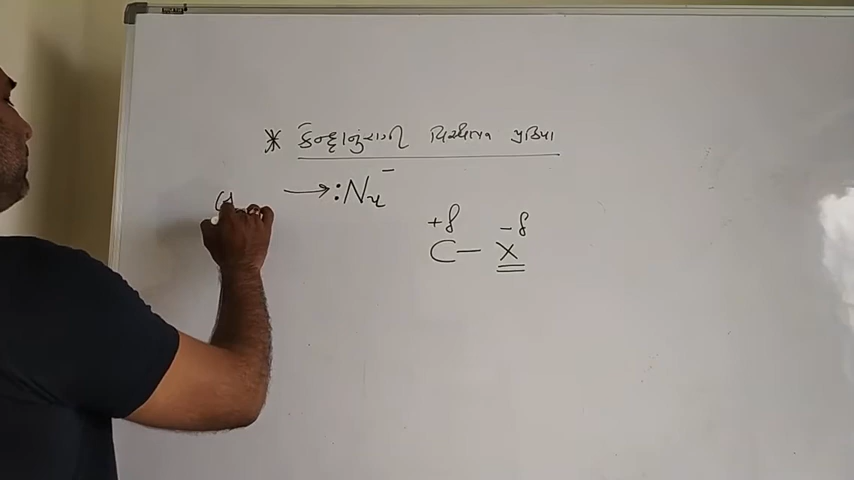 * કેન્દ્રાનુરાગી વિસ્થાપન પ્રક્રિયા
→ :Nu⁻
+δ -δ
C — X